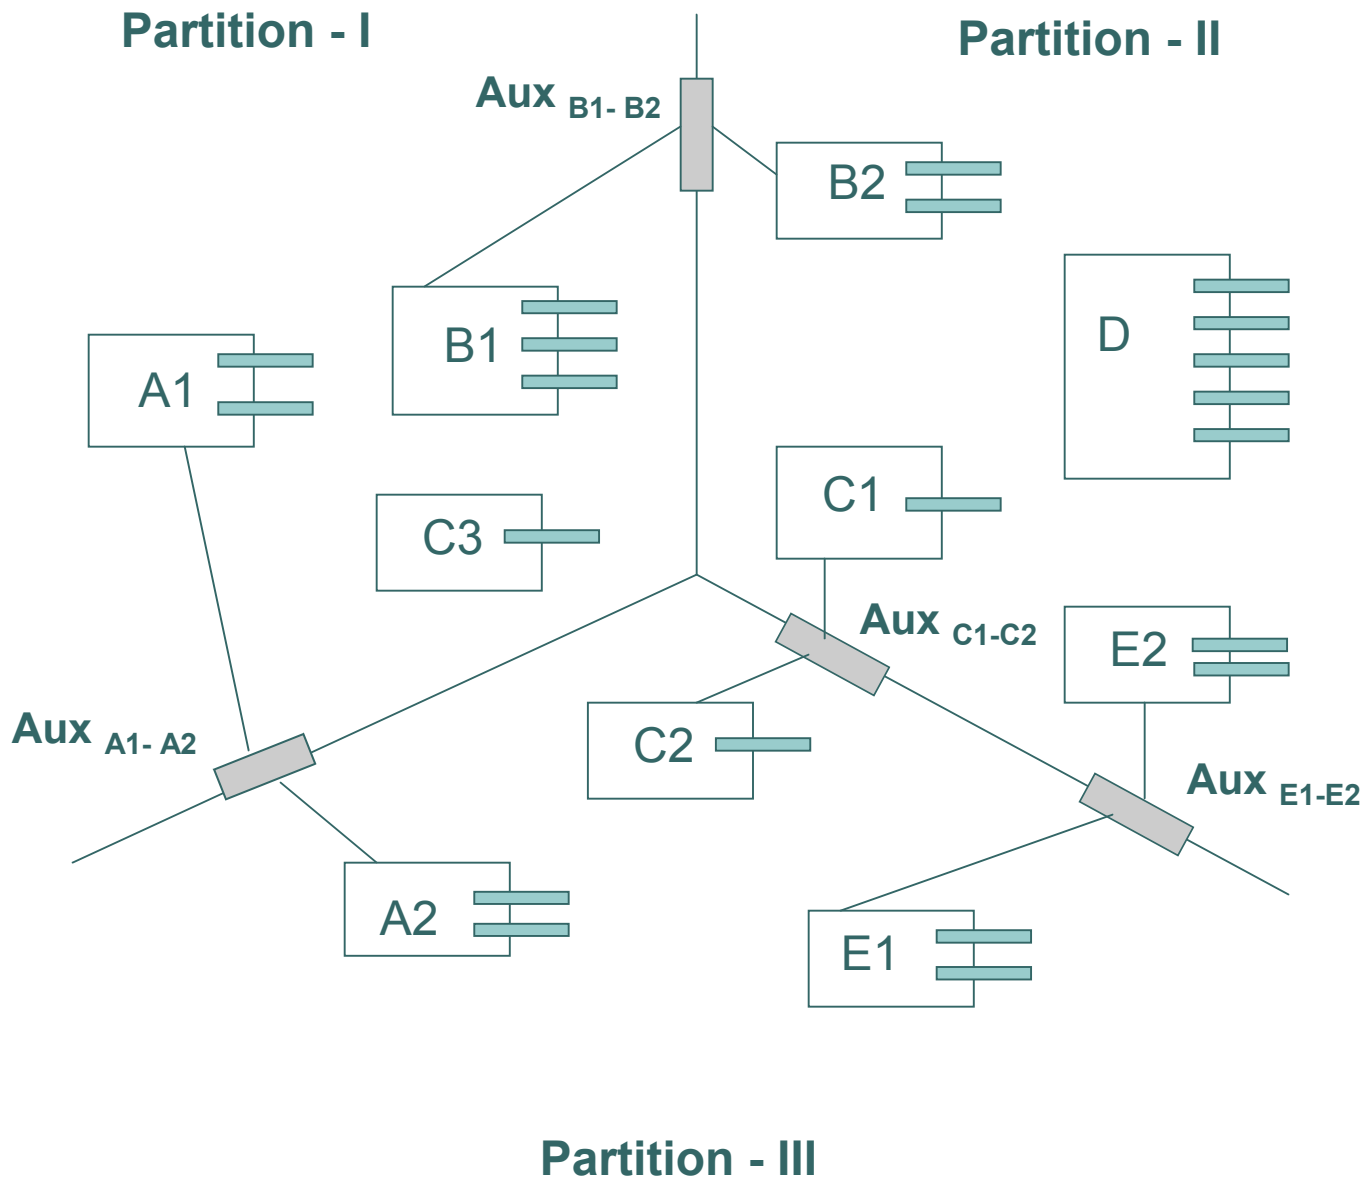 Partition - I
Partition - II
Aux B1- B2
B2
B1
D
A1
C1
C3
Aux C1-C2
E2
Aux A1- A2
C2
Aux E1-E2
A2
E1
Partition - III